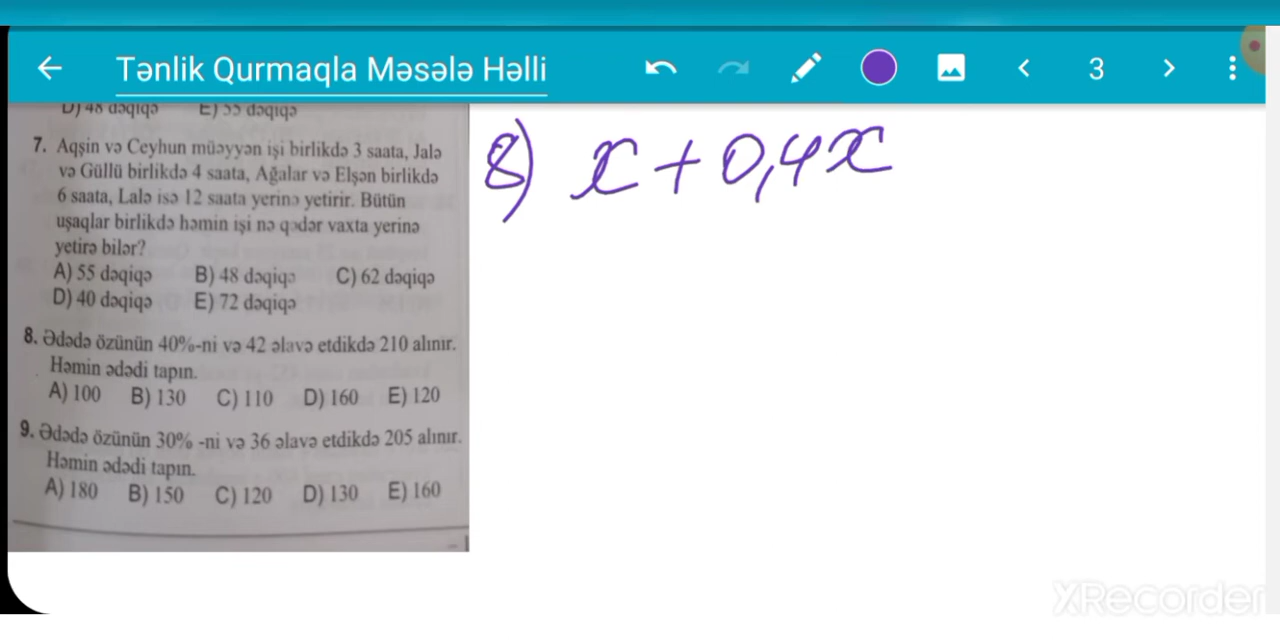 Tənlik Qurmaqla Məsələ Həlli
3
D) 48 dəqiqə E) 55 dəqiqə
7. Aqşin və Ceyhun müəyyən işi birlikdə 3 saata, Jalə
və Güllü birlikdə 4 saata, Ağalar və Elşən birlikdə
6 saata, Lalə isə 12 saata yerinə yetirir. Bütün
uşaqlar birlikdə həmin işi nə qədər vaxta yerinə
yetirə bilər?
A) 55 dəqiqə B) 48 dəqiqə C) 62 dəqiqə
D) 40 dəqiqə E) 72 dəqiqə
8. Ədədə özünün 40%-ni və 42 əlavə etdikdə 210 alınır.
Həmin ədədi tapın.
A) 100 B) 130 C) 110 D) 160 E) 120
9. Ədədə özünün 30% -ni və 36 əlavə etdikdə 205 alınır.
Həmin ədədi tapın.
A) 180 B) 150 C) 120 D) 130 E) 160
8) x + 0,4x
XRecorder